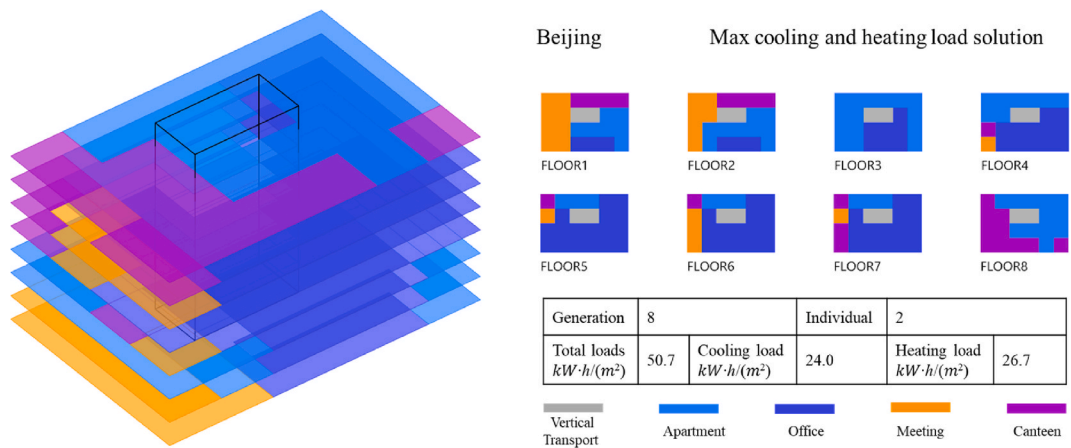 Beijing
Max cooling and heating load solution
FLOOR1
FLOOR2
FLOOR3
FLOOR4
FLOOR5
FLOOR6
FLOOR7
FLOOR8
Generation 8 Individual 2
Total loads kW·h/(m²) 50.7 Cooling load kW·h/(m²) 24.0 Heating load kW·h/(m²) 26.7
Vertical Transport
Apartment
Office
Meeting
Canteen